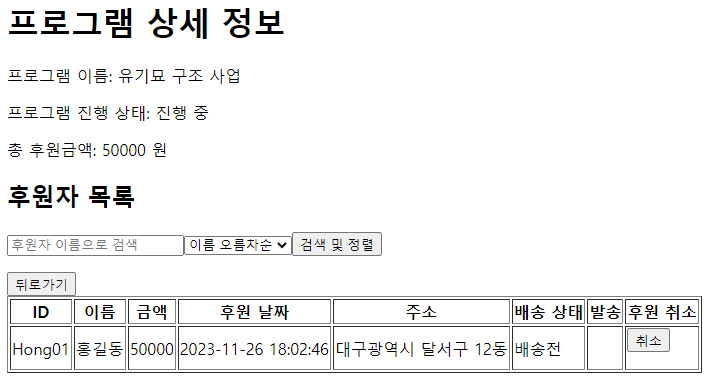 프로그램 상세 정보
프로그램 이름: 유기묘 구조 사업
프로그램 진행 상태: 진행 중
총 후원금액: 50000 원
후원자 목록
후원자 이름으로 검색 이름 오름차순 검색 및 정렬
뒤로가기
ID 이름 금액 후원 날짜 주소 배송 상태 발송 후원 취소
Hong01 홍길동 50000 2023-11-26 18:02:46 대구광역시 달서구 12동 배송전 취소